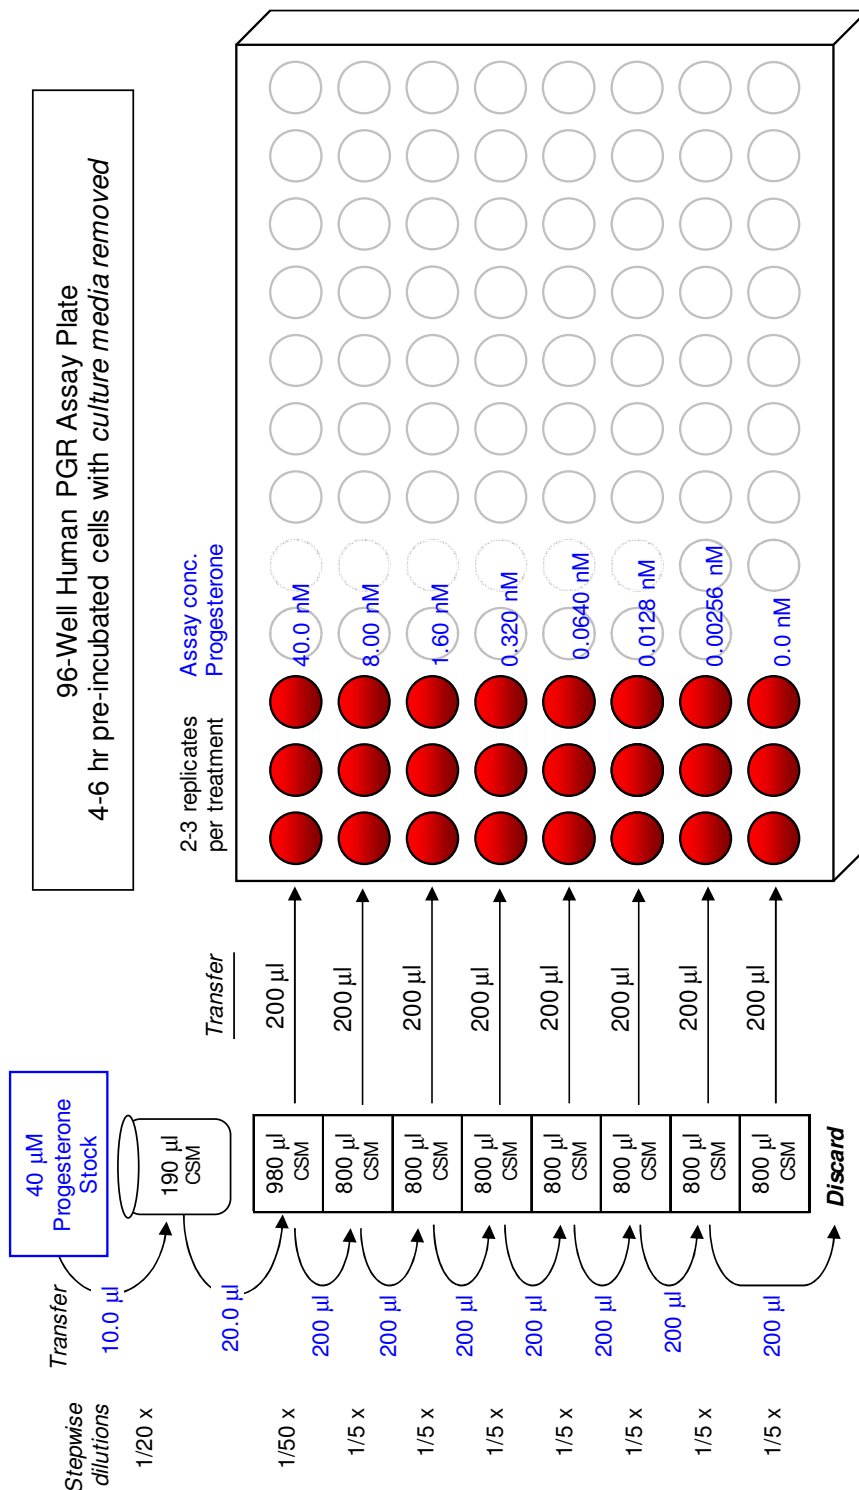 96-Well Human PGR Assay Plate
4-6 hr pre-incubated cells with culture media removed
Stepwise
dilutions
Transfer
40 µM
Progesterone
Stock
Transfer
2-3 replicates
per treatment
Assay conc.
Progesterone
1/20 x
10.0 µl
190 µl
CSM
20.0 µl
1/50 x
980 µl
CSM
200 µl
40.0 nM
1/5 x
200 µl
800 µl
CSM
200 µl
8.00 nM
1/5 x
200 µl
800 µl
CSM
200 µl
1.60 nM
1/5 x
200 µl
800 µl
CSM
200 µl
0.320 nM
1/5 x
200 µl
800 µl
CSM
200 µl
0.0640 nM
1/5 x
200 µl
800 µl
CSM
200 µl
0.0128 nM
1/5 x
200 µl
800 µl
CSM
200 µl
0.00256 nM
1/5 x
200 µl
800 µl
CSM
200 µl
0.0 nM
Discard